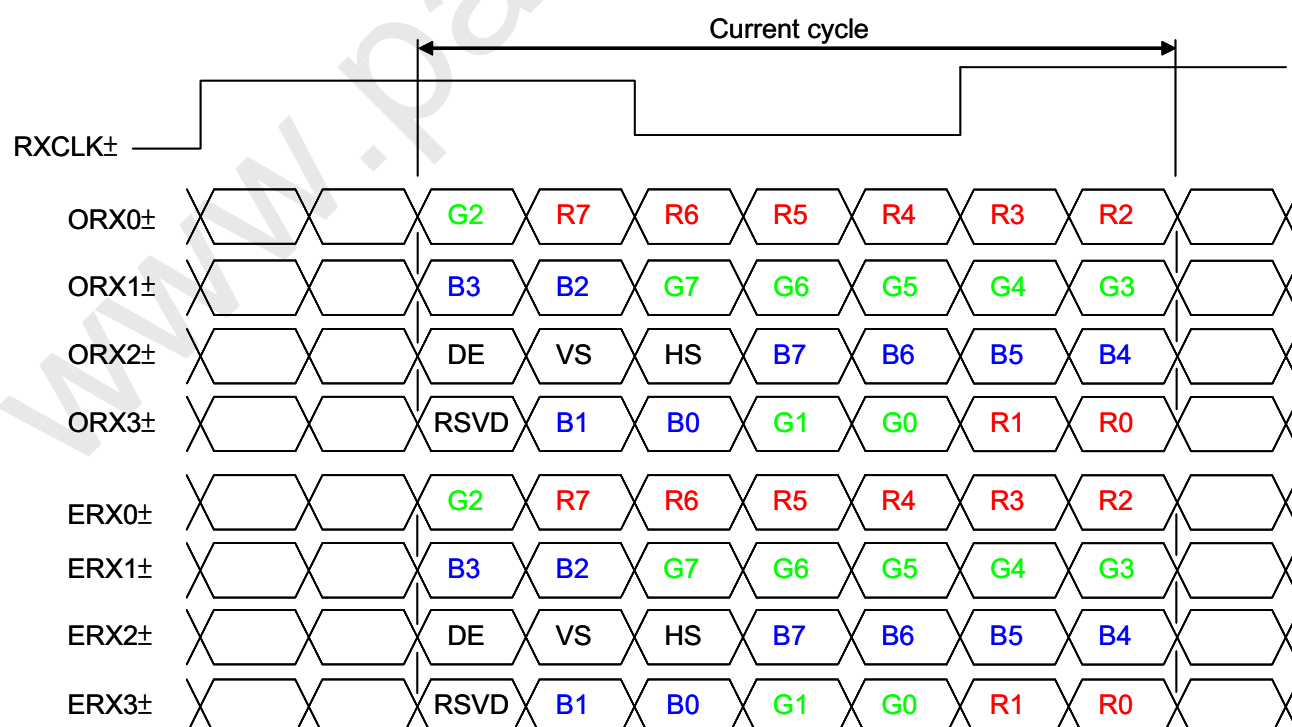 Current cycle
RXCLK±
ORX0± G2 R7 R6 R5 R4 R3 R2
ORX1± B3 B2 G7 G6 G5 G4 G3
ORX2± DE VS HS B7 B6 B5 B4
ORX3± RSVD B1 B0 G1 G0 R1 R0
ERX0± G2 R7 R6 R5 R4 R3 R2
ERX1± B3 B2 G7 G6 G5 G4 G3
ERX2± DE VS HS B7 B6 B5 B4
ERX3± RSVD B1 B0 G1 G0 R1 R0
www.pa